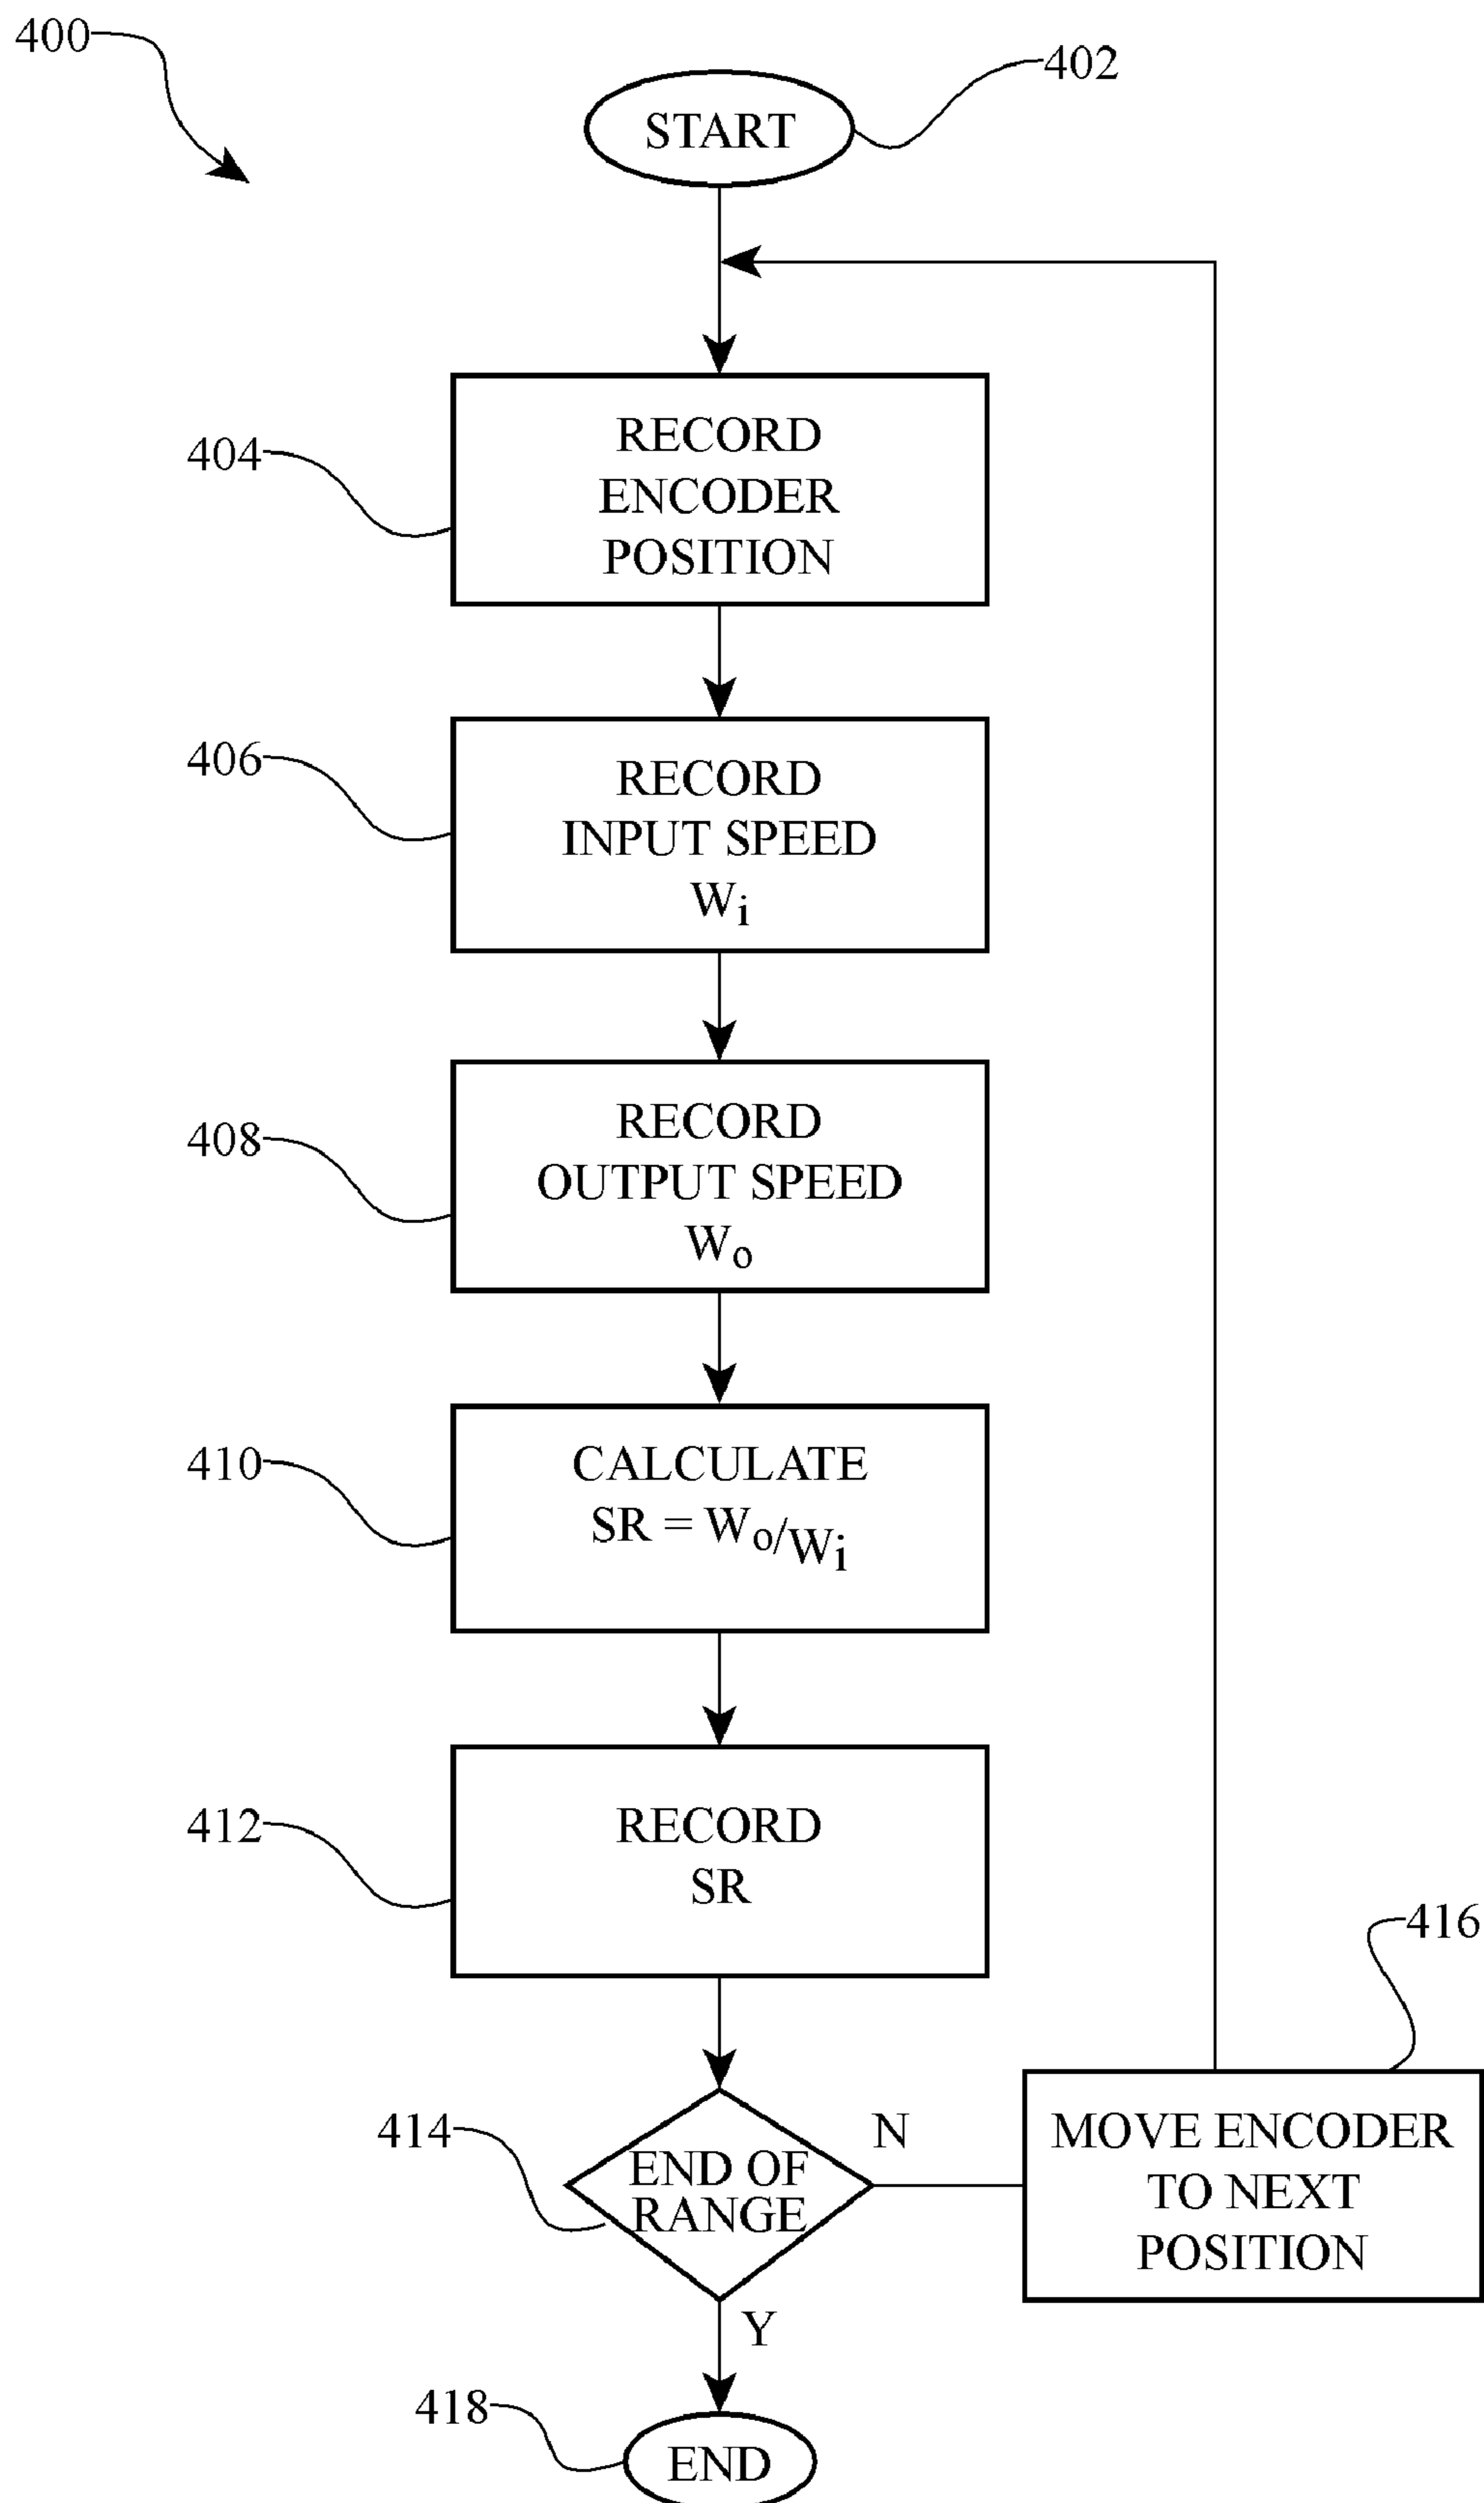 400
402
START
404
RECORD
ENCODER
POSITION
406
RECORD
INPUT SPEED
Wi
408
RECORD
OUTPUT SPEED
Wo
410
CALCULATE
SR = Wo/Wi
412
RECORD
SR
416
414
END OF
RANGE
N
MOVE ENCODER
TO NEXT
POSITION
Y
418
END